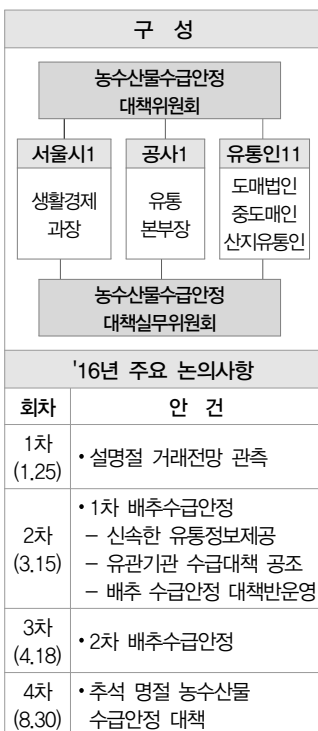 구 성
농수산물수급안정
대책위원회
서울시1
생활경제
과장
공사1
유통
본부장
유통인11
도매법인
중도매인
산지유통인
농수산물수급안정
대책실무위원회
'16년 주요 논의사항
회차 안 건
1차
(1.25)
• 설명절 거래전망 관측
2차
(3.15)
• 1차 배추수급안정
- 신속한 유통정보제공
- 유관기관 수급대책 공조
- 배추 수급안정 대책반운영
3차
(4.18)
• 2차 배추수급안정
4차
(8.30)
• 추석 명절 농수산물
수급안정 대책